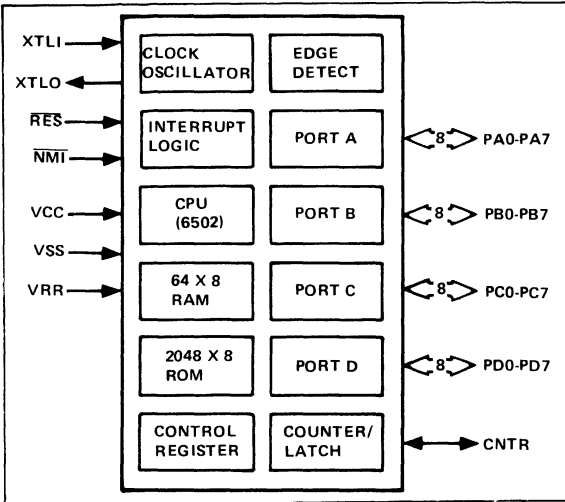 XTLI
XTLO
RES
NMI
VCC
VSS
VRR
CLOCK
OSCILLATOR
EDGE
DETECT
INTERRUPT
LOGIC
PORT A
CPU
(6502)
PORT B
64 X 8
RAM
PORT C
2048 X 8
ROM
PORT D
CONTROL
REGISTER
COUNTER/
LATCH
8 PA0-PA7
8 PB0-PB7
8 PC0-PC7
8 PD0-PD7
CNTR